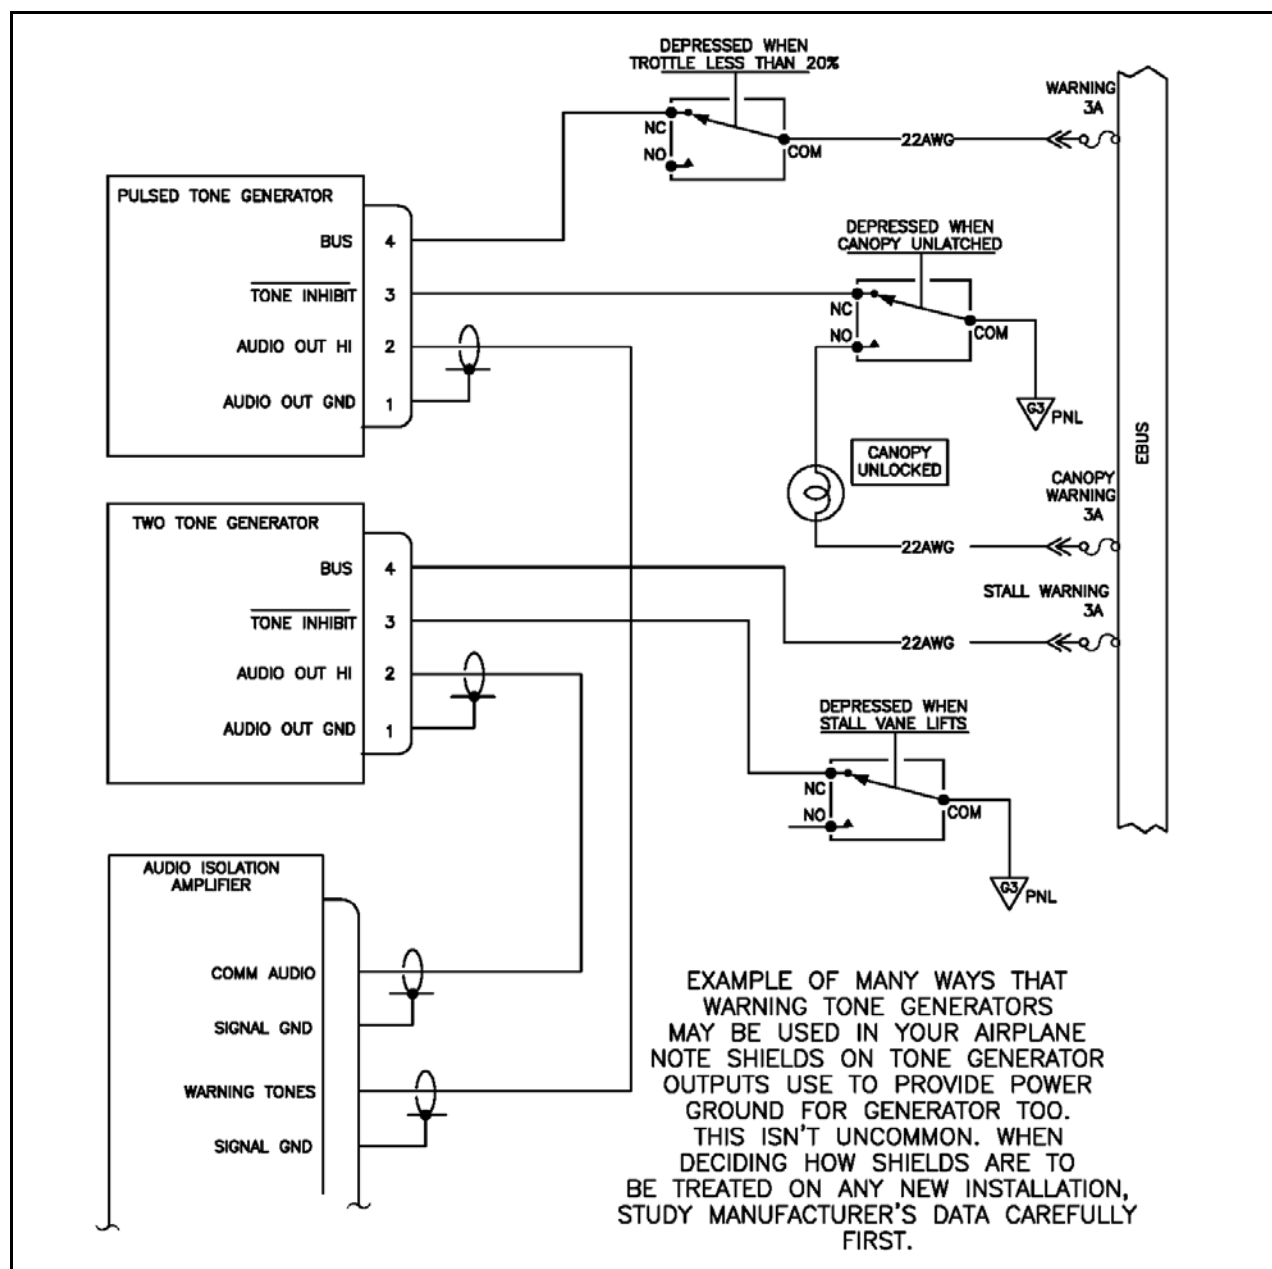 DEPRESSED WHEN
TROTTLE LESS THAN 20%
NC
NO
COM
22AWG
WARNING
3A
PULSED TONE GENERATOR
BUS 4
TONE INHIBIT 3
AUDIO OUT HI 2
AUDIO OUT GND 1
DEPRESSED WHEN
CANOPY UNLATCHED
NC
NO
COM
G3 PNL
CANOPY
UNLOCKED
EBUS
CANOPY
WARNING
3A
22AWG
TWO TONE GENERATOR
BUS 4
TONE INHIBIT 3
AUDIO OUT HI 2
AUDIO OUT GND 1
STALL WARNING
3A
22AWG
DEPRESSED WHEN
STALL VANE LIFTS
NC
NO
COM
G3 PNL
AUDIO ISOLATION
AMPLIFIER
COMM AUDIO
SIGNAL GND
WARNING TONES
SIGNAL GND
EXAMPLE OF MANY WAYS THAT
WARNING TONE GENERATORS
MAY BE USED IN YOUR AIRPLANE
NOTE SHIELDS ON TONE GENERATOR
OUTPUTS USE TO PROVIDE POWER
GROUND FOR GENERATOR TOO.
THIS ISN'T UNCOMMON. WHEN
DECIDING HOW SHIELDS ARE TO
BE TREATED ON ANY NEW INSTALLATION,
STUDY MANUFACTURER'S DATA CAREFULLY
FIRST.